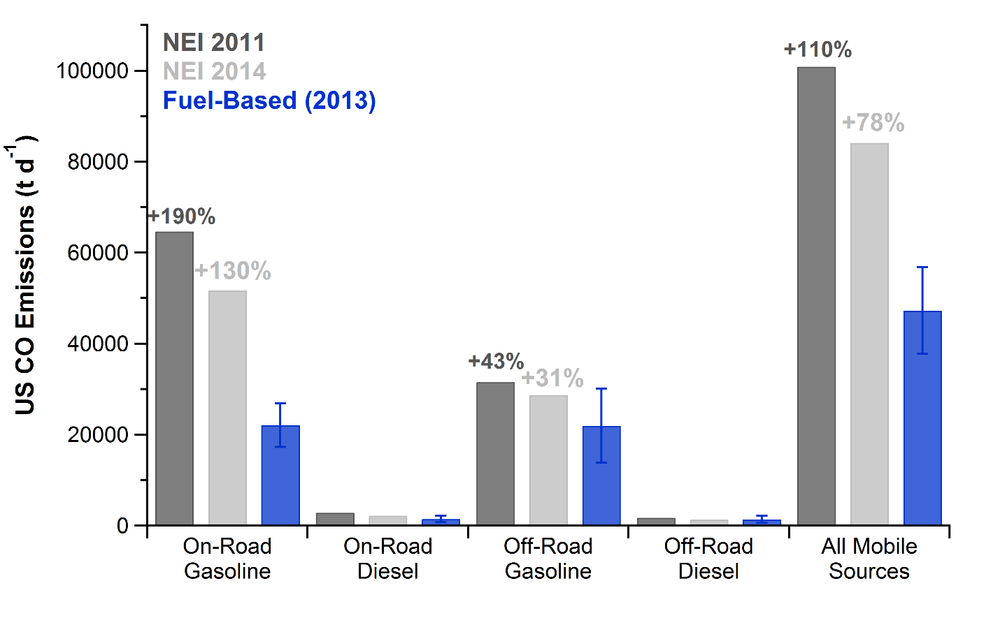 NEI 2011
NEI 2014
Fuel-Based (2013)
US CO Emissions (t d-1)
100000
80000
60000
40000
20000
0
+190%
+130%
+43%
+31%
+110%
+78%
On-Road
Gasoline
On-Road
Diesel
Off-Road
Gasoline
Off-Road
Diesel
All Mobile
Sources